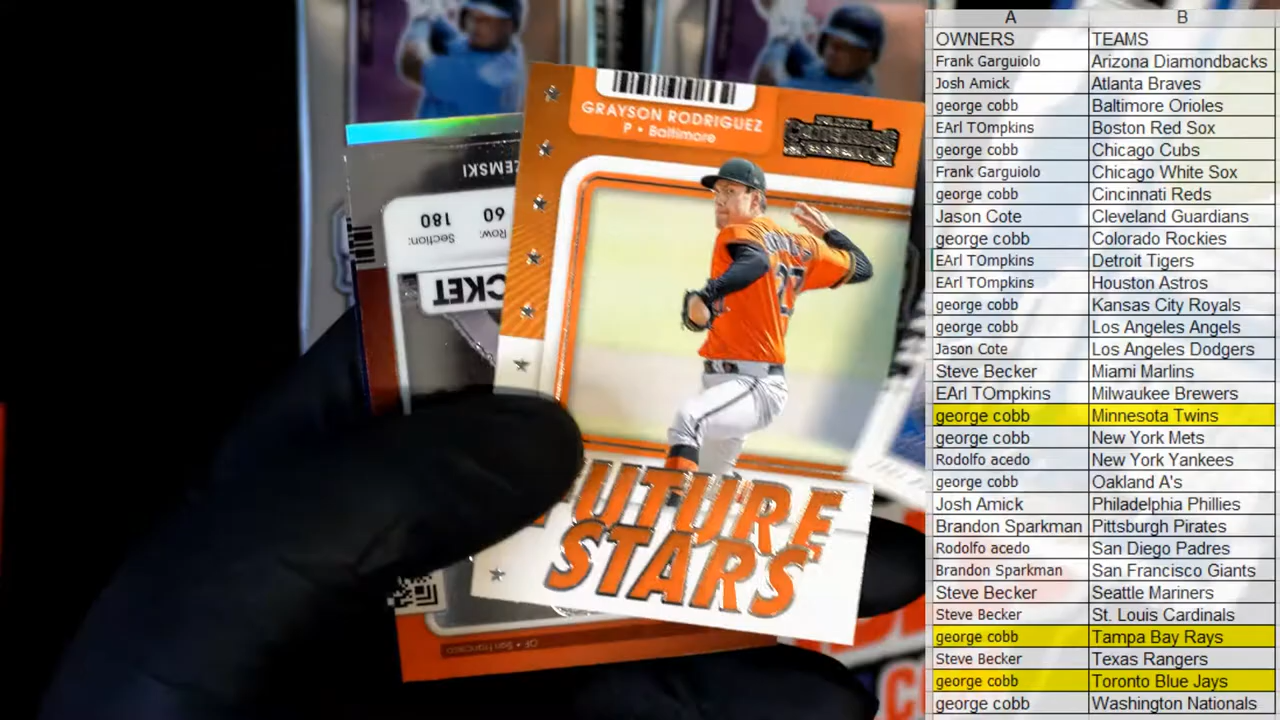 GRAYSON RODRIGUEZ
P • Baltimore
ZEMSKI
180
60
Section:
Row:
CKET
FUTURE
STARS
OF • San Francisco
A B
OWNERS TEAMS
Frank Garguiolo Arizona Diamondbacks
Josh Amick Atlanta Braves
george cobb Baltimore Orioles
EArl TOmpkins Boston Red Sox
george cobb Chicago Cubs
Frank Garguiolo Chicago White Sox
george cobb Cincinnati Reds
Jason Cote Cleveland Guardians
george cobb Colorado Rockies
EArl TOmpkins Detroit Tigers
EArl TOmpkins Houston Astros
george cobb Kansas City Royals
george cobb Los Angeles Angels
Jason Cote Los Angeles Dodgers
Steve Becker Miami Marlins
EArl TOmpkins Milwaukee Brewers
george cobb Minnesota Twins
george cobb New York Mets
Rodolfo acedo New York Yankees
george cobb Oakland A's
Josh Amick Philadelphia Phillies
Brandon Sparkman Pittsburgh Pirates
Rodolfo acedo San Diego Padres
Brandon Sparkman San Francisco Giants
Steve Becker Seattle Mariners
Steve Becker St. Louis Cardinals
george cobb Tampa Bay Rays
Steve Becker Texas Rangers
george cobb Toronto Blue Jays
george cobb Washington Nationals